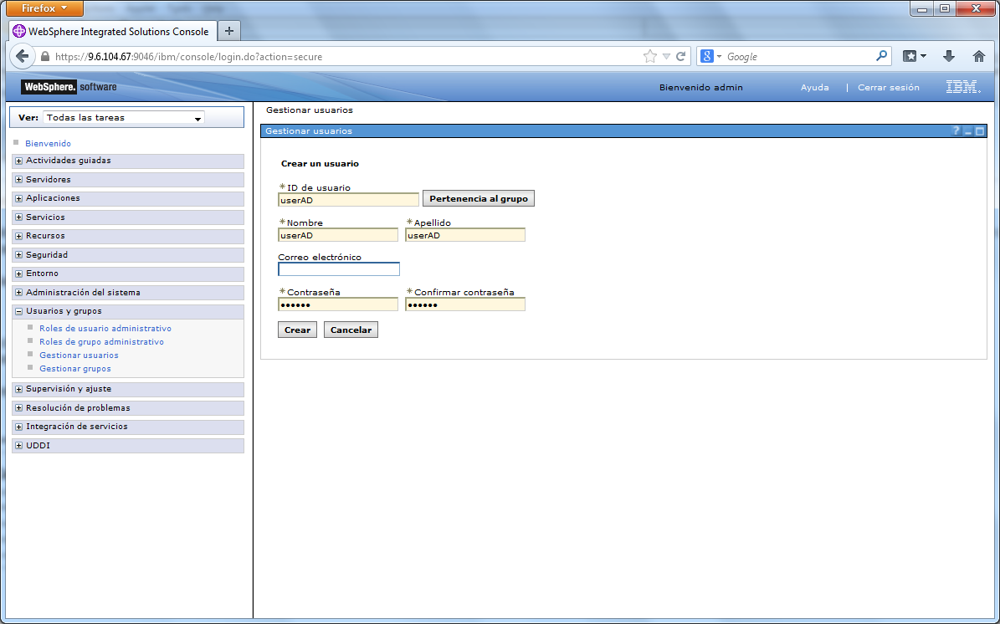 Firefox
WebSphere Integrated Solutions Console
https://9.6.104.67:9046/ibm/console/login.do?action=secure
Google
WebSphere. software
Bienvenido admin
Ayuda | Cerrar sesión
IBM.
Ver: Todas las tareas
Bienvenido
Actividades guiadas
Servidores
Aplicaciones
Servicios
Recursos
Seguridad
Entorno
Administración del sistema
Usuarios y grupos
Roles de usuario administrativo
Roles de grupo administrativo
Gestionar usuarios
Gestionar grupos
Supervisión y ajuste
Resolución de problemas
Integración de servicios
UDDI
Gestionar usuarios
Gestionar usuarios
Crear un usuario
* ID de usuario
userAD Pertenencia al grupo
* Nombre * Apellido
userAD userAD
Correo electrónico
* Contraseña * Confirmar contraseña
•••••• ••••••
Crear Cancelar